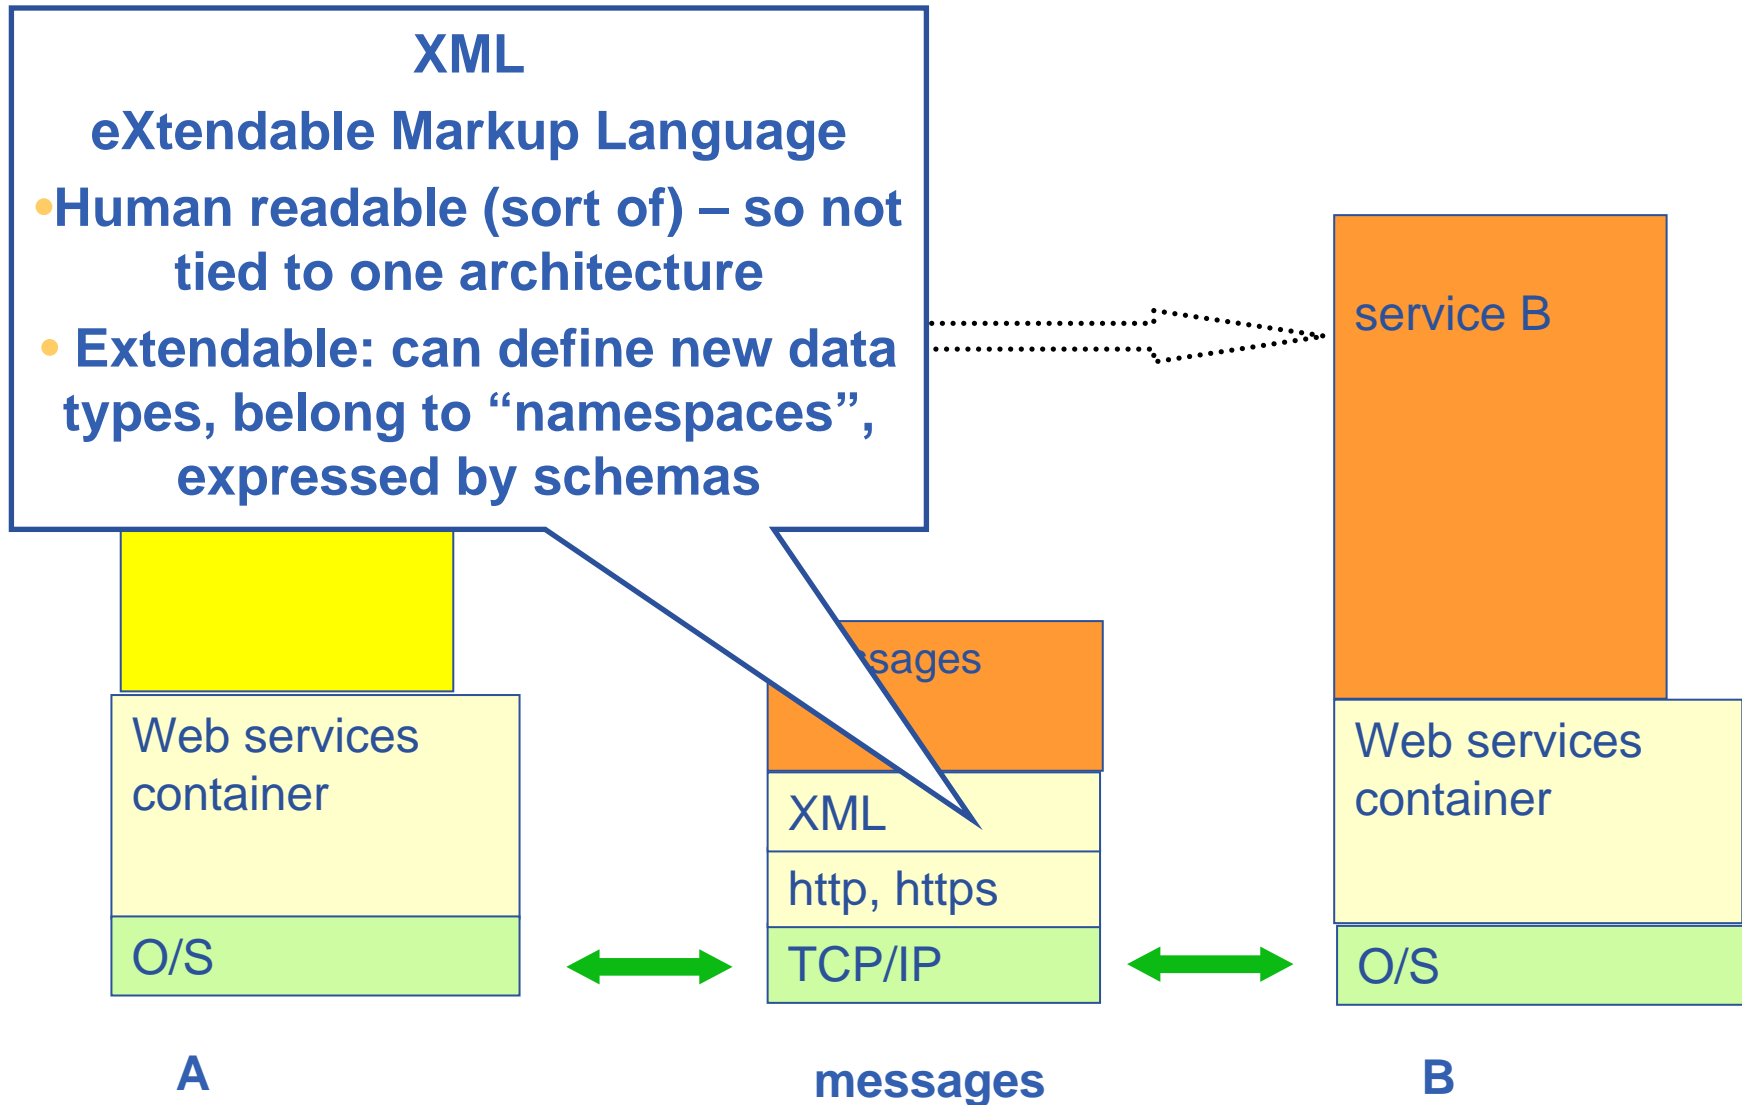 XML
eXtendable Markup Language
•Human readable (sort of) – so not
tied to one architecture
• Extendable: can define new data
types, belong to “namespaces”,
expressed by schemas
service B
sages
Web services
container
XML
http, https
TCP/IP
Web services
container
O/S
O/S
A
messages
B